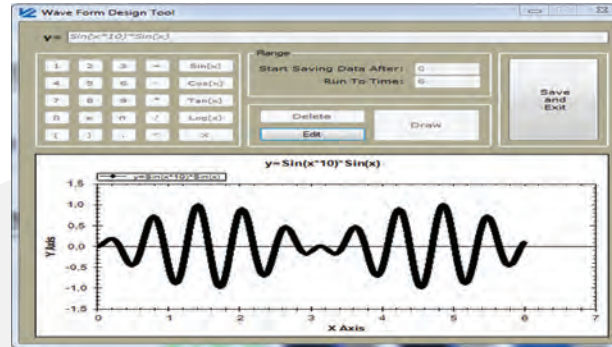 Wave Form Design Tool
y= Sin(x*10)*Sin(x)
Range
Start Saving Data After: 0
Run To Time: 6
1 2 3 + Sin(x)
4 5 6 - Cos(x)
7 8 9 * Tan(x)
0 / Log(x)
( ) . ^ X
Delete
Edit
Draw
Save
and
Exit
y=Sin(x*10)*Sin(x)
y=Sin(x*10)*Sin(x)
1,5
1,0
0,5
0,0
-0,5
-1,0
-1,5
Y Axis
0 1 2 3 4 5 6 7
X Axis